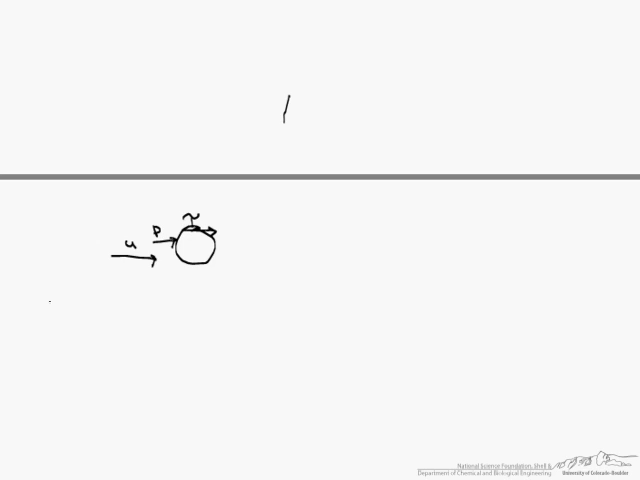 τ
P
u
National Science Foundation, Shell &
Department of Chemical and Biological Engineering
University of Colorado-Boulder